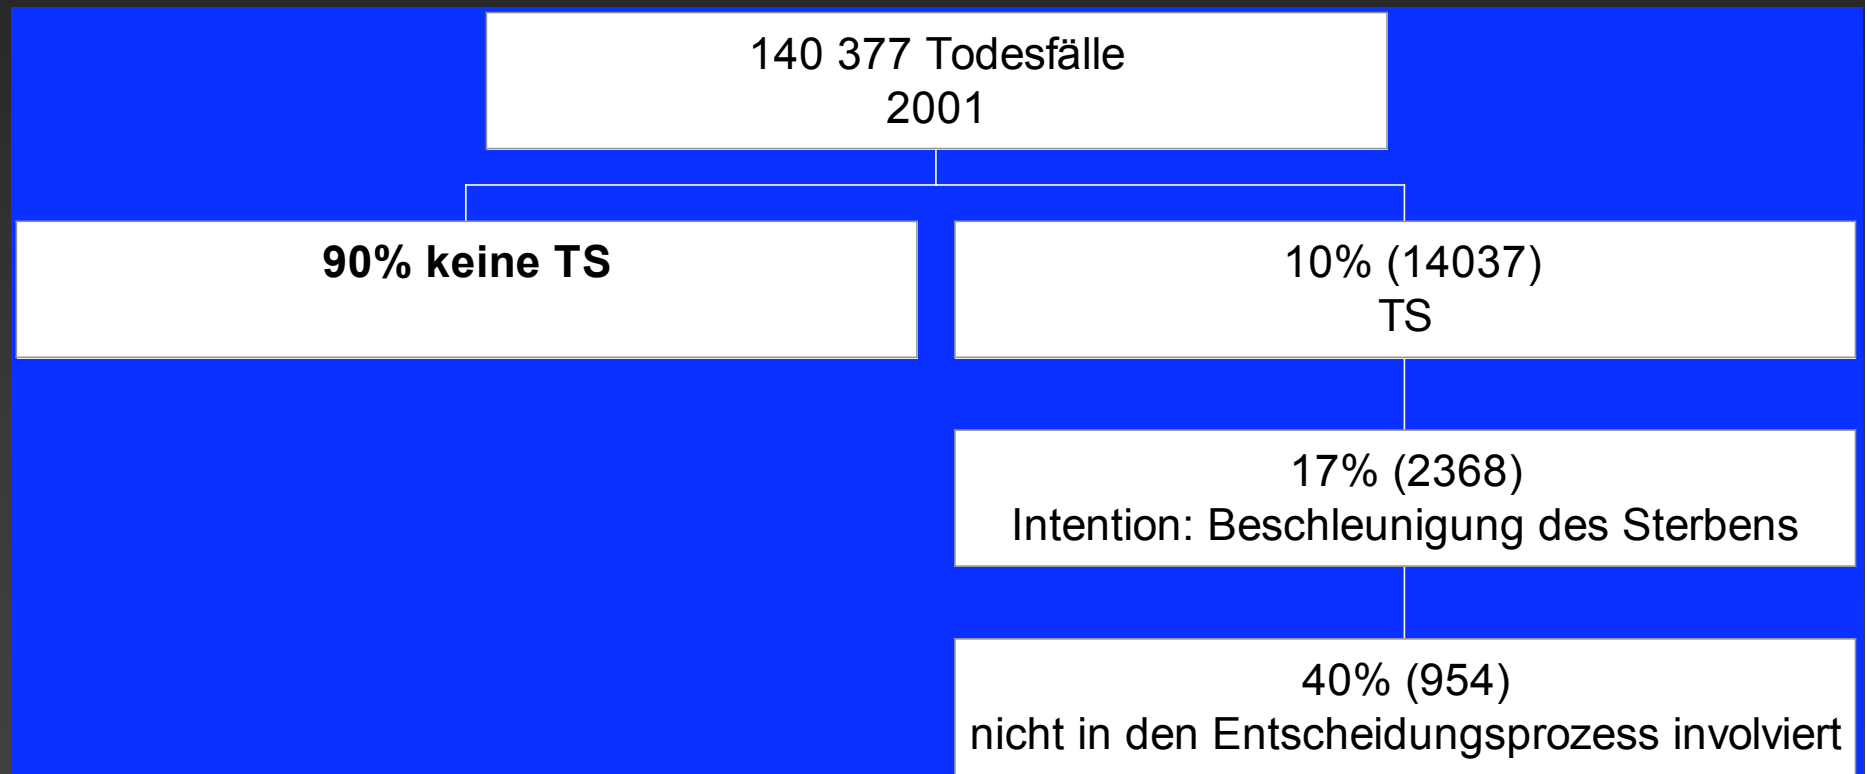 140 377 Todesfälle
2001
90% keine TS
10% (14037)
TS
17% (2368)
Intention: Beschleunigung des Sterbens
40% (954)
nicht in den Entscheidungsprozess involviert